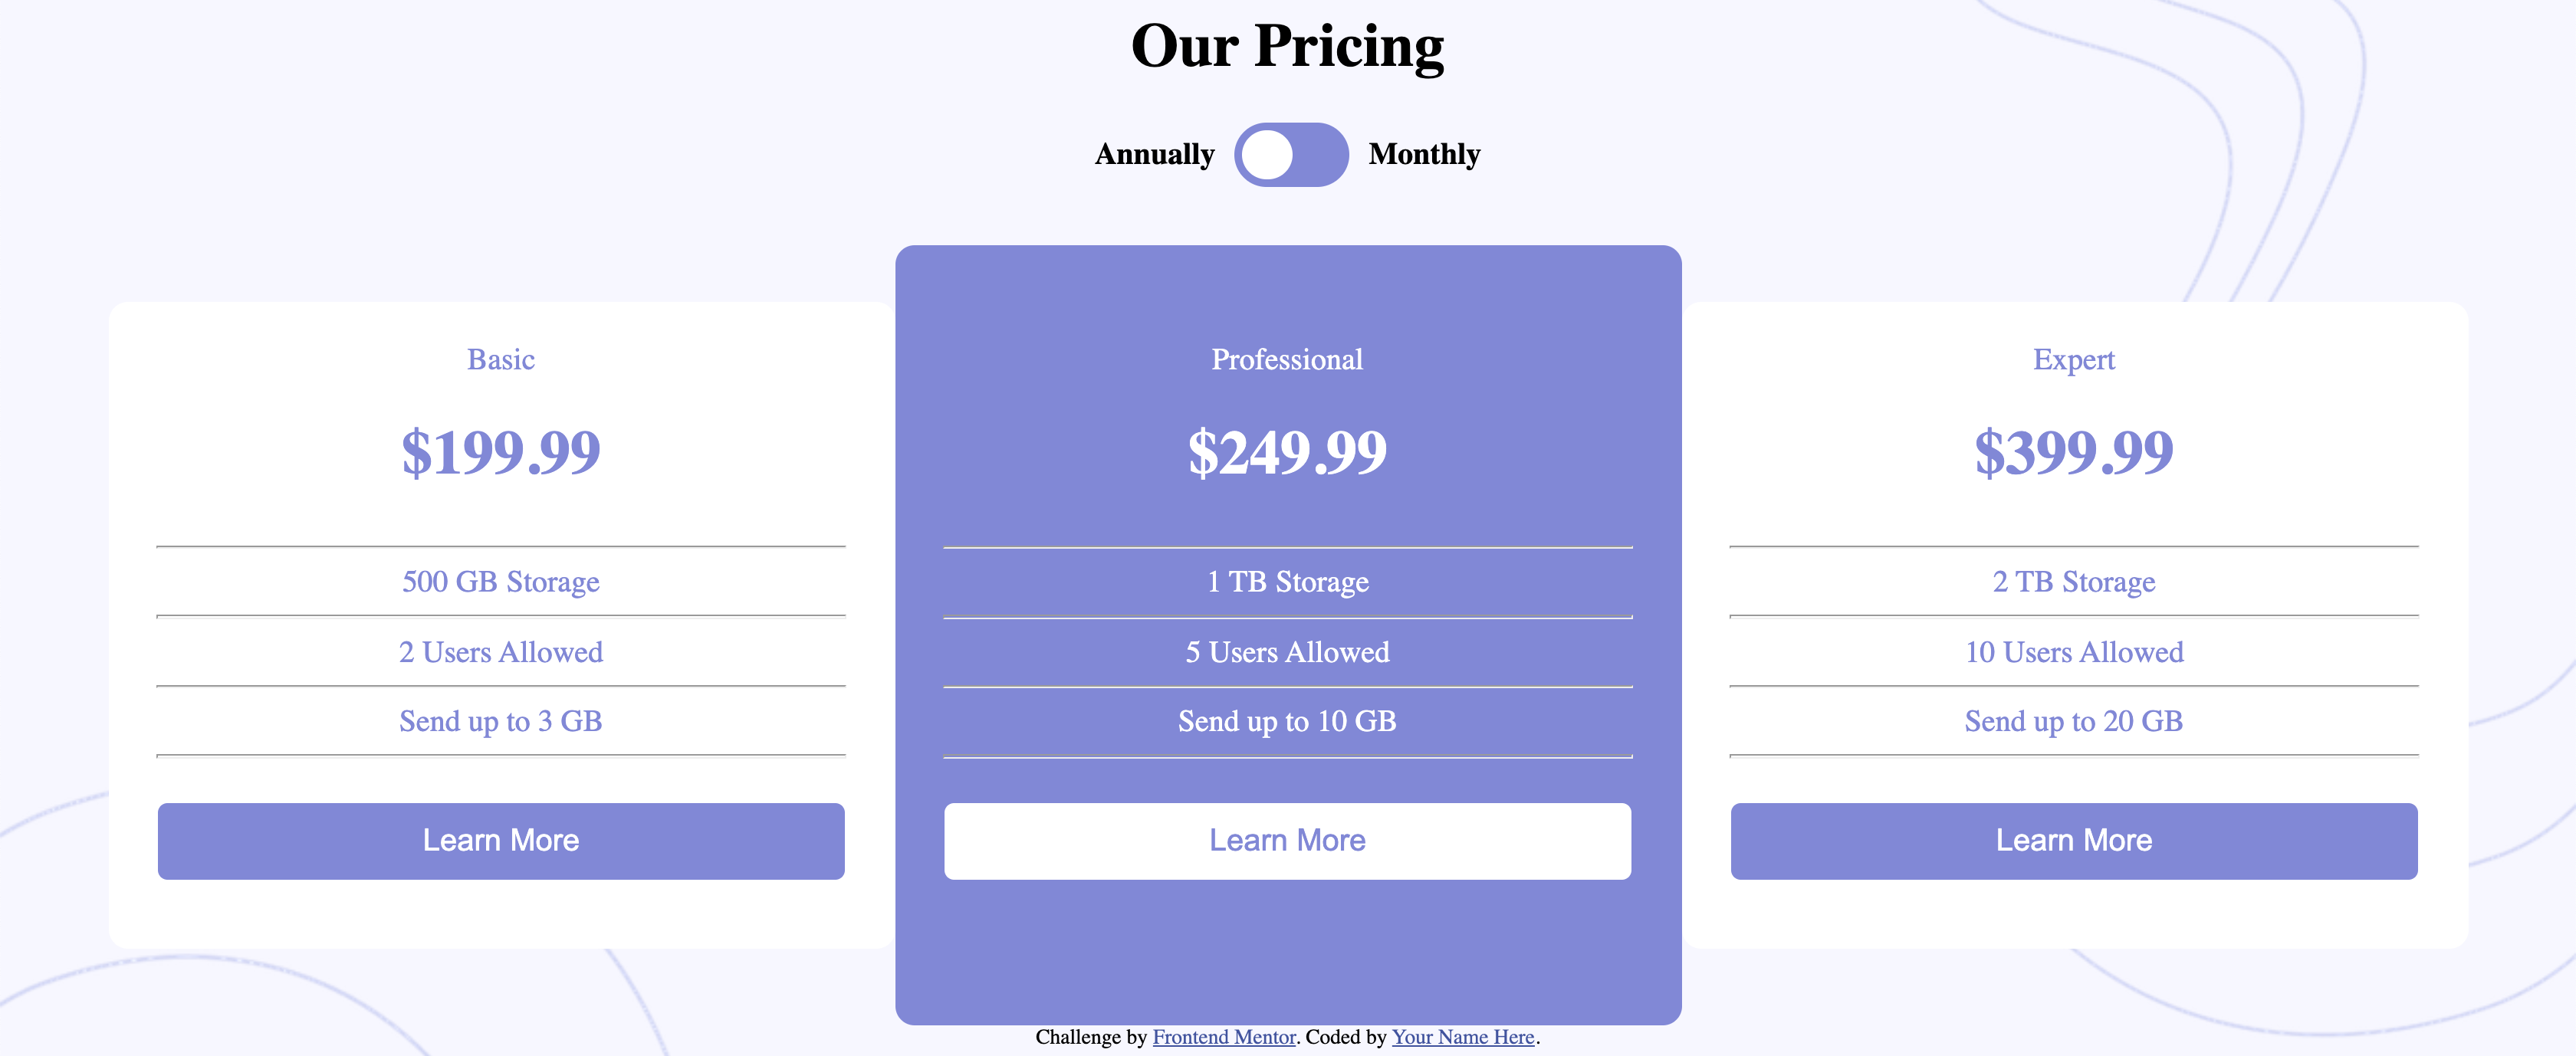 Our Pricing
Annually Monthly
Basic
$199.99
500 GB Storage
2 Users Allowed
Send up to 3 GB
Learn More
Professional
$249.99
1 TB Storage
5 Users Allowed
Send up to 10 GB
Learn More
Expert
$399.99
2 TB Storage
10 Users Allowed
Send up to 20 GB
Learn More
Challenge by Frontend Mentor. Coded by Your Name Here.